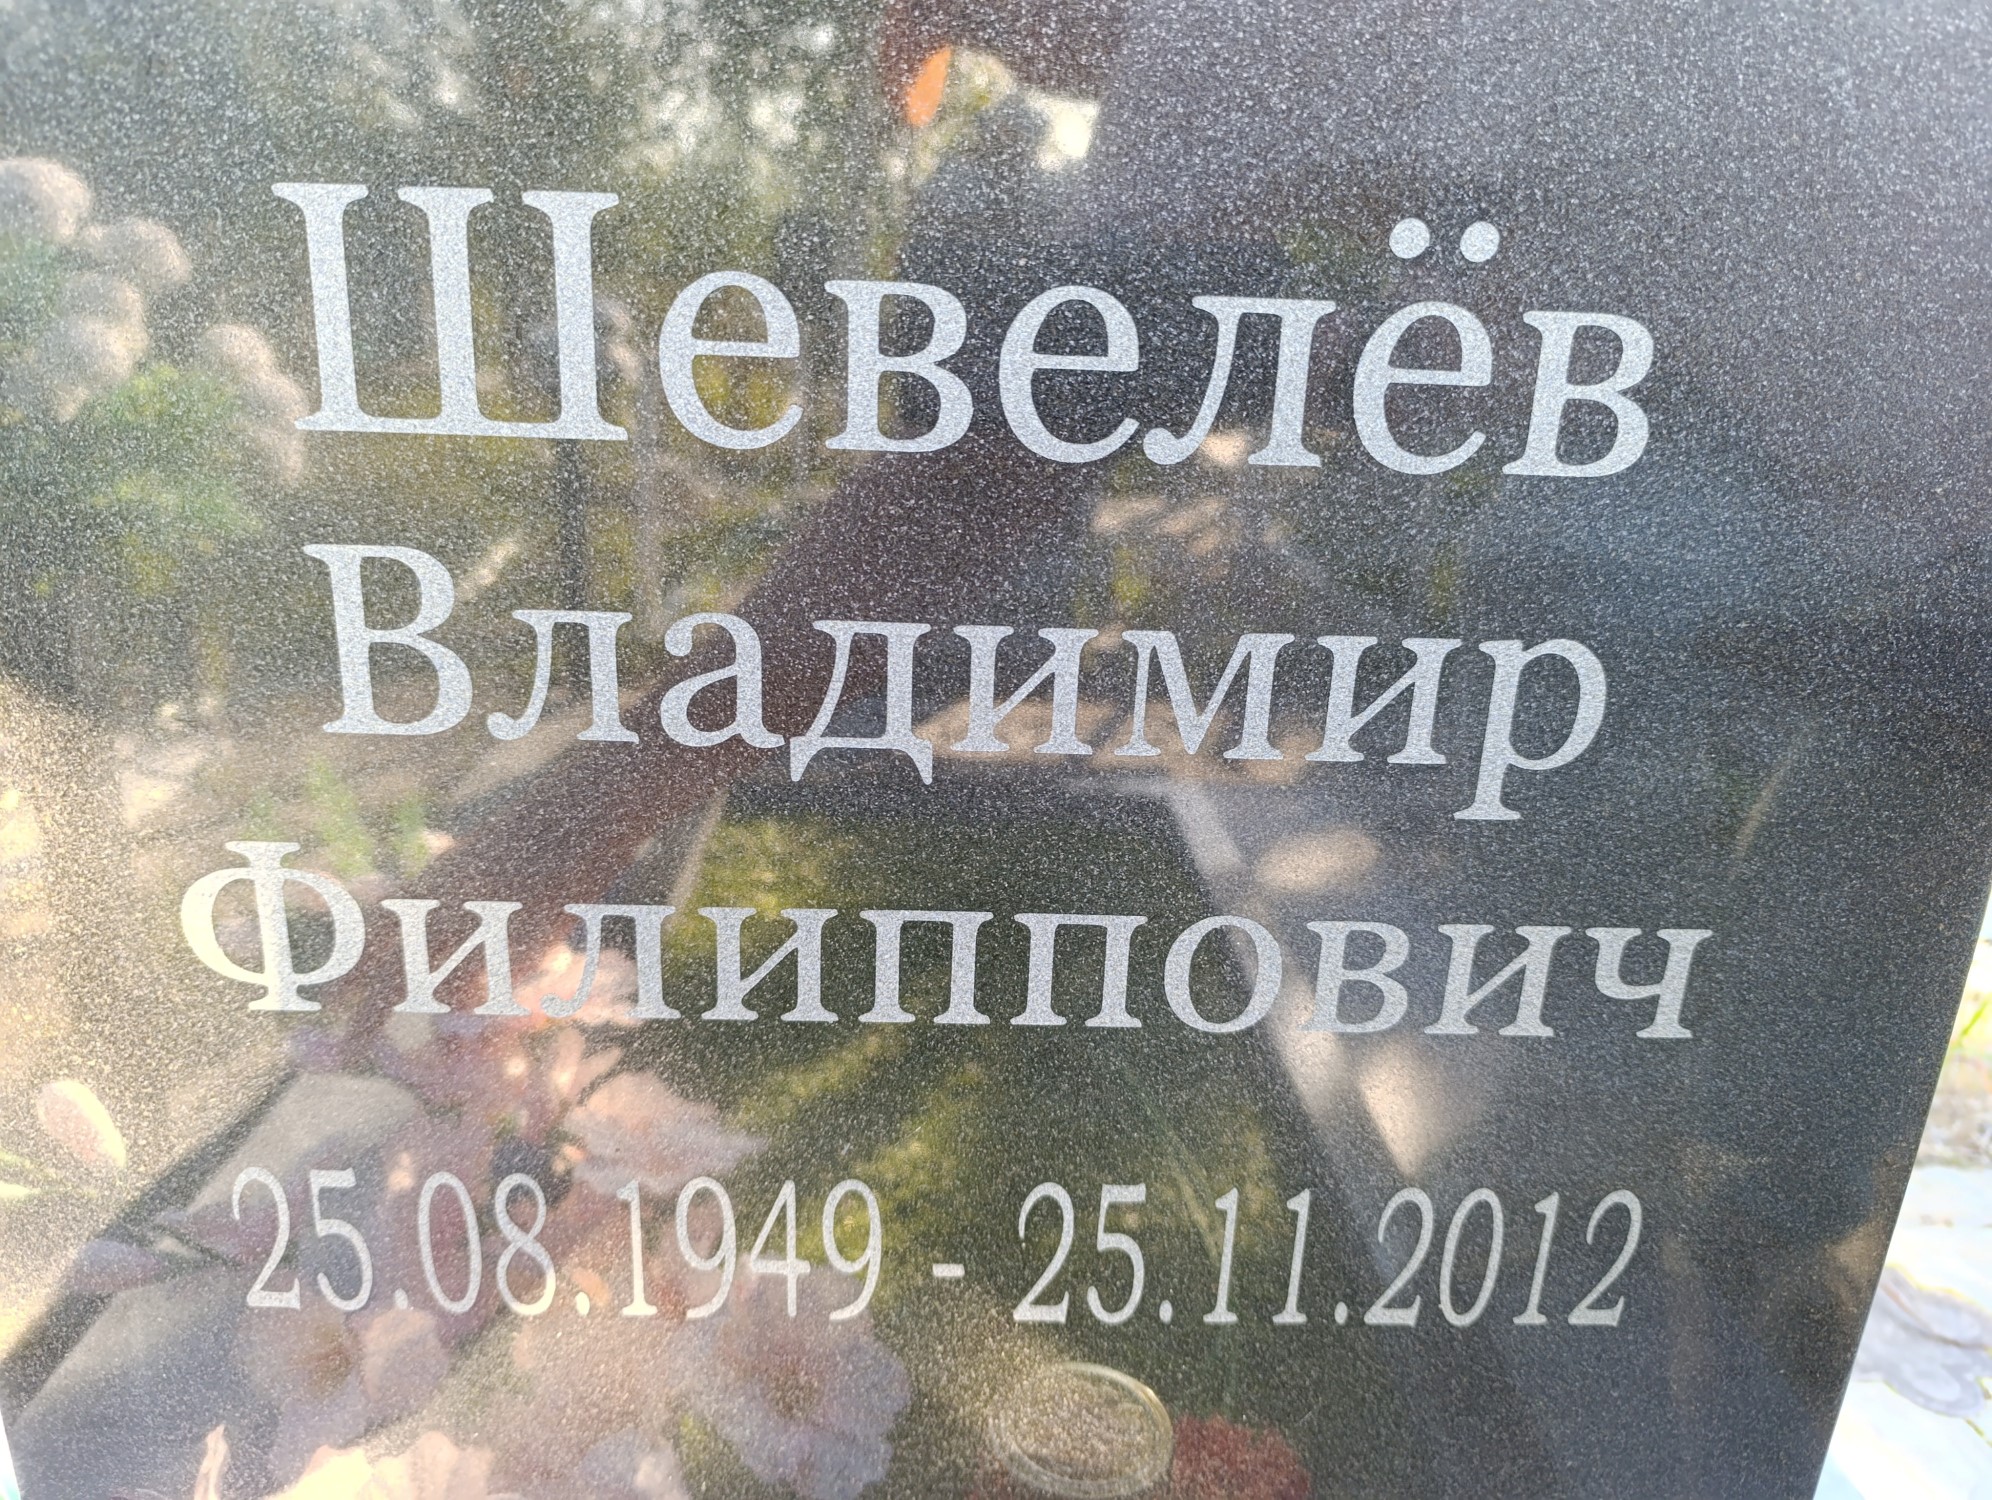 Шевелёв
Владимир
Филиппович
25.08.1949 - 25.11.2012